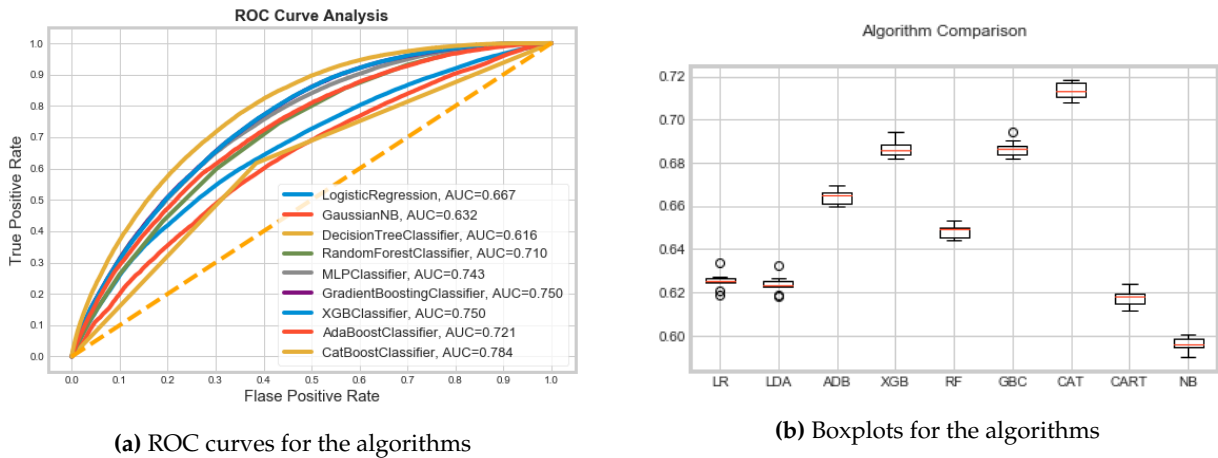 ROC Curve Analysis
True Positive Rate
1.0
0.9
0.8
0.7
0.6
0.5
0.4
0.3
0.2
0.1
0.0
LogisticRegression, AUC=0.667
GaussianNB, AUC=0.632
DecisionTreeClassifier, AUC=0.616
RandomForestClassifier, AUC=0.710
MLPClassifier, AUC=0.743
GradientBoostingClassifier, AUC=0.750
XGBClassifier, AUC=0.750
AdaBoostClassifier, AUC=0.721
CatBoostClassifier, AUC=0.784
0.0 0.1 0.2 0.3 0.4 0.5 0.6 0.7 0.8 0.9 1.0
Flase Positive Rate
(a) ROC curves for the algorithms
Algorithm Comparison
0.72
0.70
0.68
0.66
0.64
0.62
0.60
LR LDA ADB XGB RF GBC CAT CART NB
(b) Boxplots for the algorithms